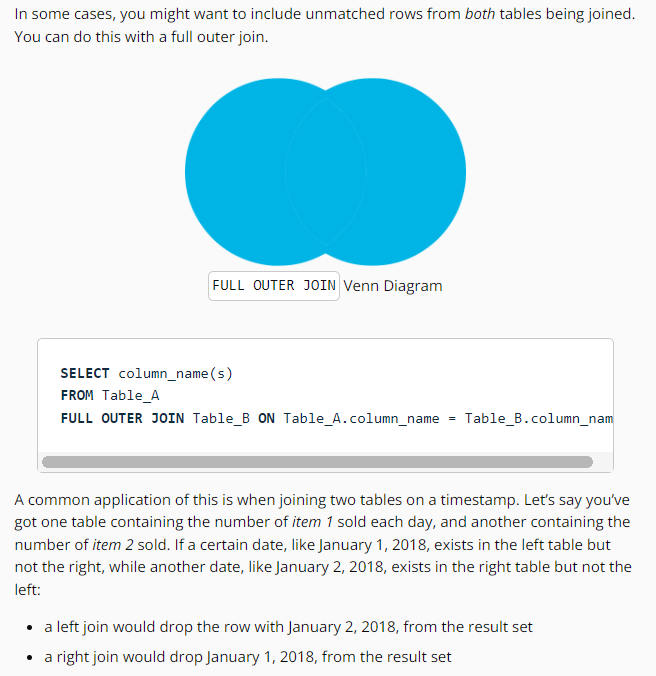 In some cases, you might want to include unmatched rows from both tables being joined.
You can do this with a full outer join.
FULL OUTER JOIN Venn Diagram
SELECT column_name(s)
FROM Table_A
FULL OUTER JOIN Table_B ON Table_A.column_name = Table_B.column_nam
A common application of this is when joining two tables on a timestamp. Let’s say you’ve
got one table containing the number of item 1 sold each day, and another containing the
number of item 2 sold. If a certain date, like January 1, 2018, exists in the left table but
not the right, while another date, like January 2, 2018, exists in the right table but not the
left:
• a left join would drop the row with January 2, 2018, from the result set
• a right join would drop January 1, 2018, from the result set